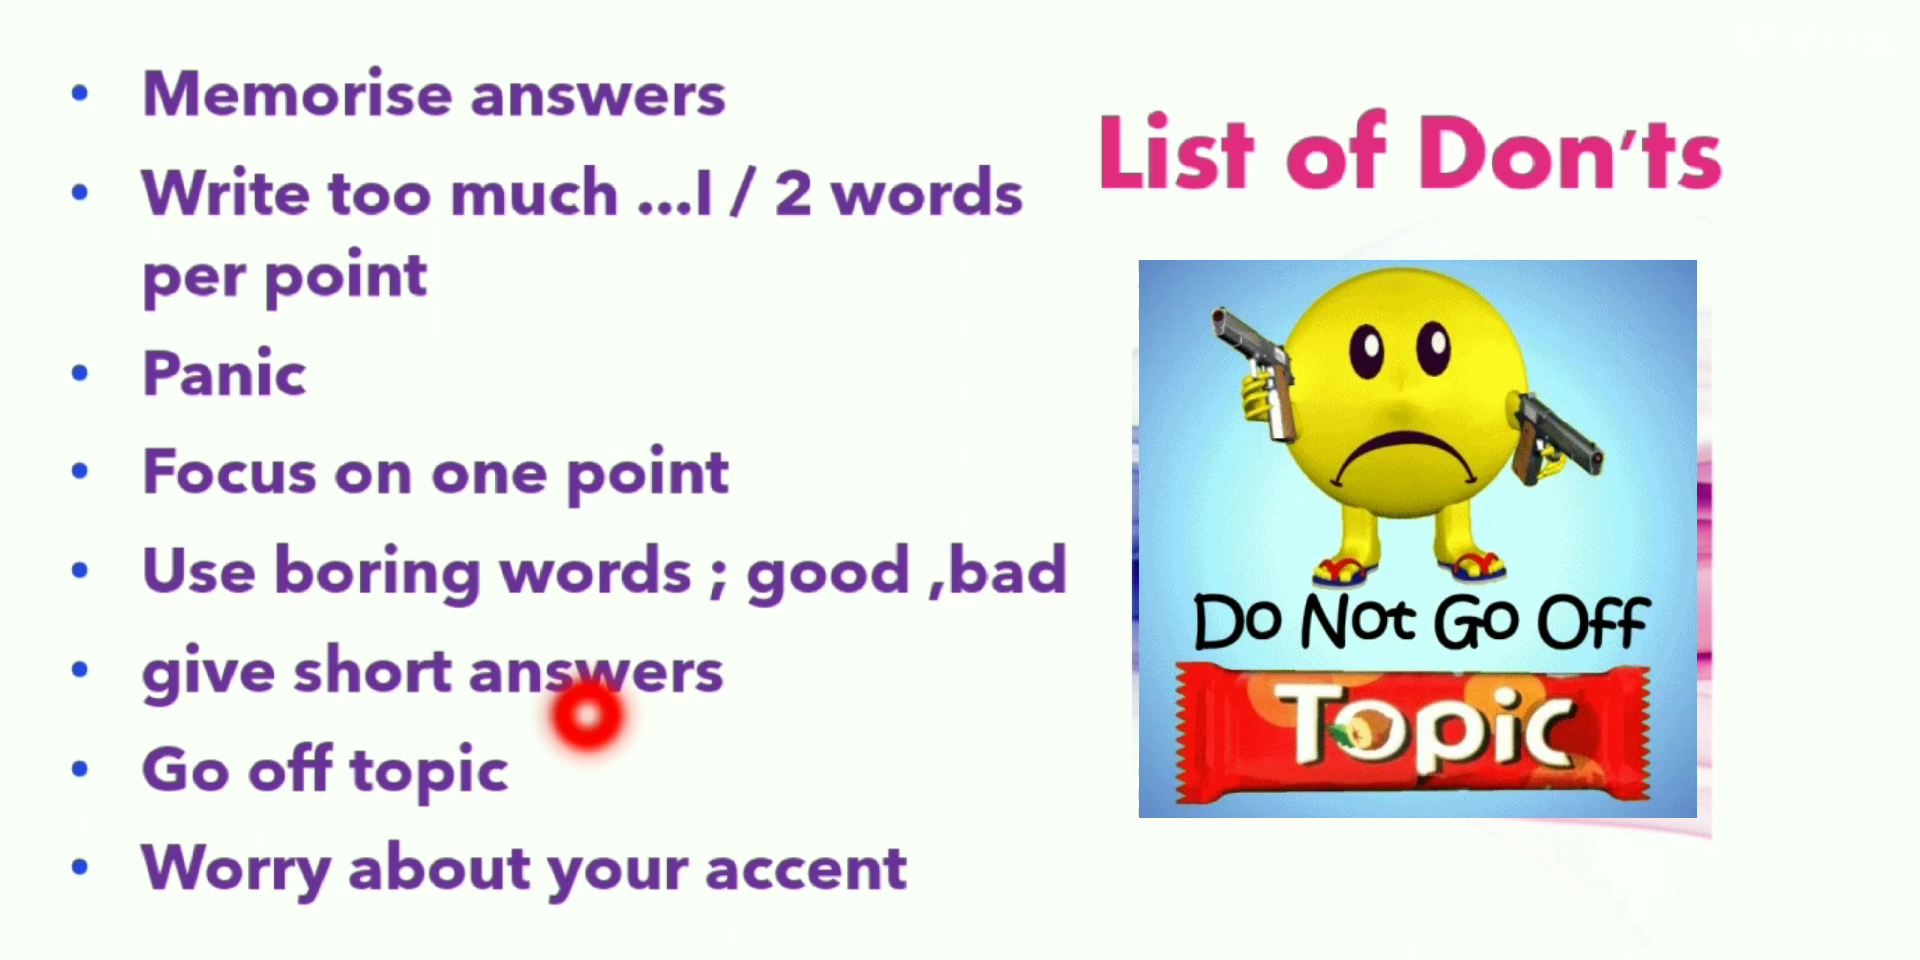 Memorise answers
Write too much ...I / 2 words
per point
Panic
Focus on one point
Use boring words ; good ,bad
give short answers
Go off topic
Worry about your accent
List of Don'ts
Do Not Go Off
Topic